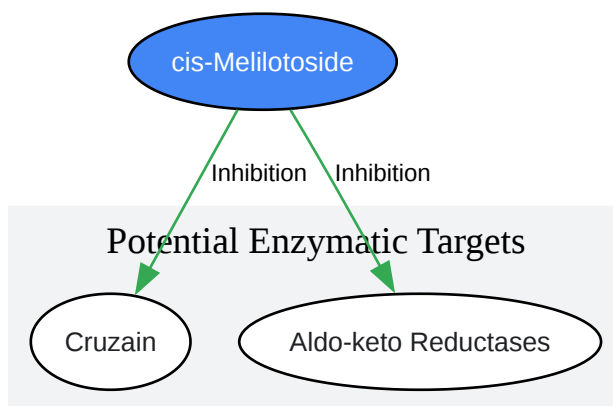 cis-Melilotoside
Inhibition Inhibition
Potential Enzymatic Targets
Cruzain Aldo-keto Reductases